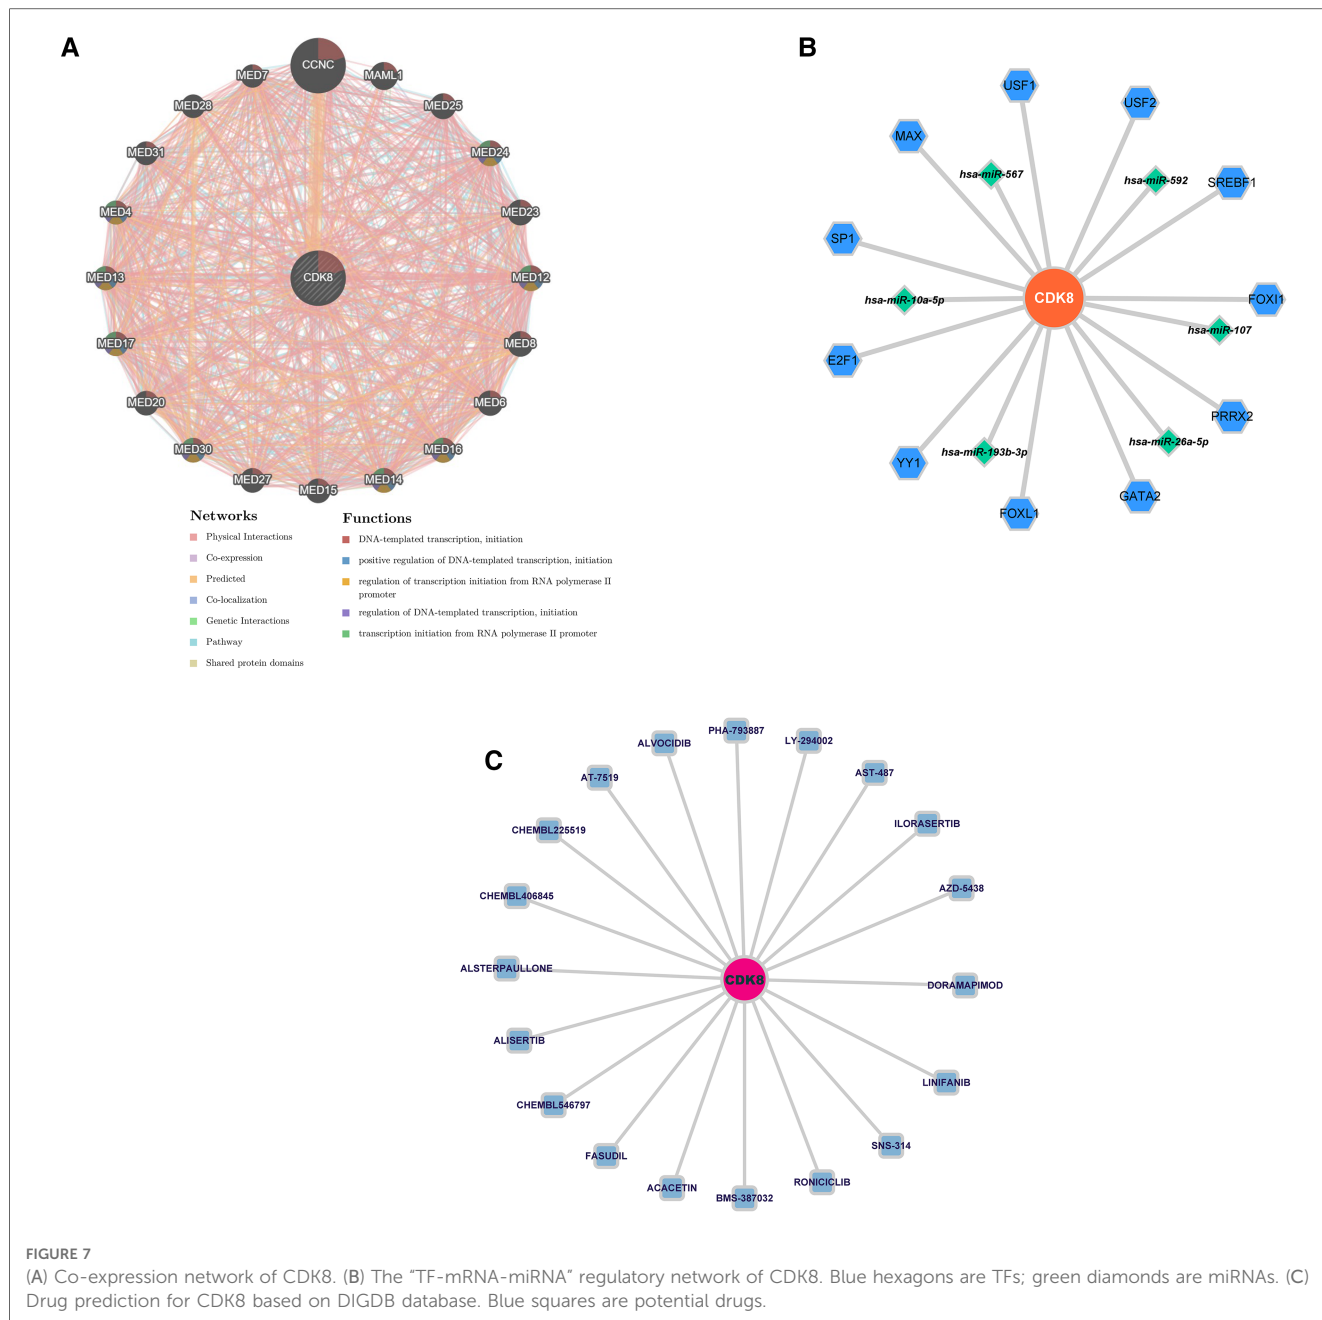 A
CCNC
MED7
MAML1
MED28
MED25
MED31
MED24
MED4
MED23
MED13
CDK8
MED12
MED17
MED8
MED20
MED6
MED30
MED16
MED27
MED15
MED14
Networks
Physical Interactions
Co-expression
Predicted
Co-localization
Genetic Interactions
Pathway
Shared protein domains
Functions
DNA-templated transcription, initiation
positive regulation of DNA-templated transcription, initiation
regulation of transcription initiation from RNA polymerase II
promoter
regulation of DNA-templated transcription, initiation
transcription initiation from RNA polymerase II promoter
B
USF1
USF2
MAX
hsa-miR-567
hsa-miR-592
SREBF1
SP1
hsa-miR-10a-5p
CDK8
FOXI1
hsa-miR-107
E2F1
PRRX2
hsa-miR-26a-5p
hsa-miR-193b-3p
YY1
GATA2
FOXL1
C
PHA-793887
ALVOCIDIB
LY-294002
AT-7519
AST-487
CHEMBL225519
ILORASERTIB
CHEMBL406845
AZD-5438
ALSTERPAULLONE
CDK8
DORAMAPIMOD
ALISERTIB
LINIFANIB
CHEMBL546797
SNS-314
FASUDIL
RONICICLIB
ACACETIN
BMS-387032
FIGURE 7
(A) Co-expression network of CDK8. (B) The “TF-mRNA-miRNA” regulatory network of CDK8. Blue hexagons are TFs; green diamonds are miRNAs. (C)
Drug prediction for CDK8 based on DIGDB database. Blue squares are potential drugs.